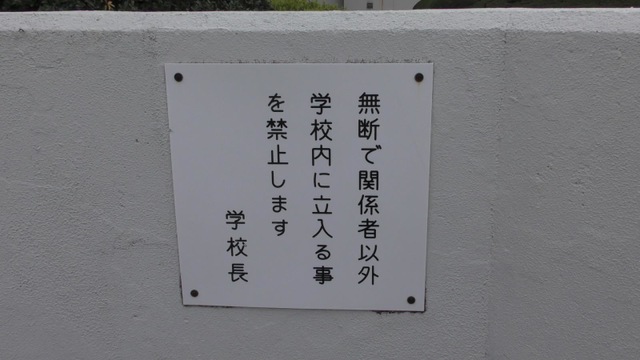 無断で関係者以外
学校内に立入る事
を禁止します
学校長